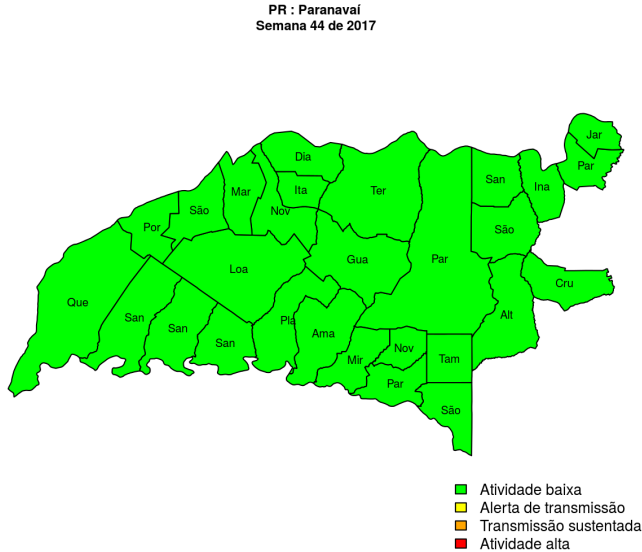 PR : Paranavaí
Semana 44 de 2017
Jar
Par
Dia
San
Ita
Mar
Ter
Ina
São
Nov
Por
São
Gua
Par
Loa
Cru
Que
San
San
San
Pla
Ama
Alt
Mir
Nov
Tam
Par
São
Atividade baixa
Alerta de transmissão
Transmissão sustentada
Atividade alta